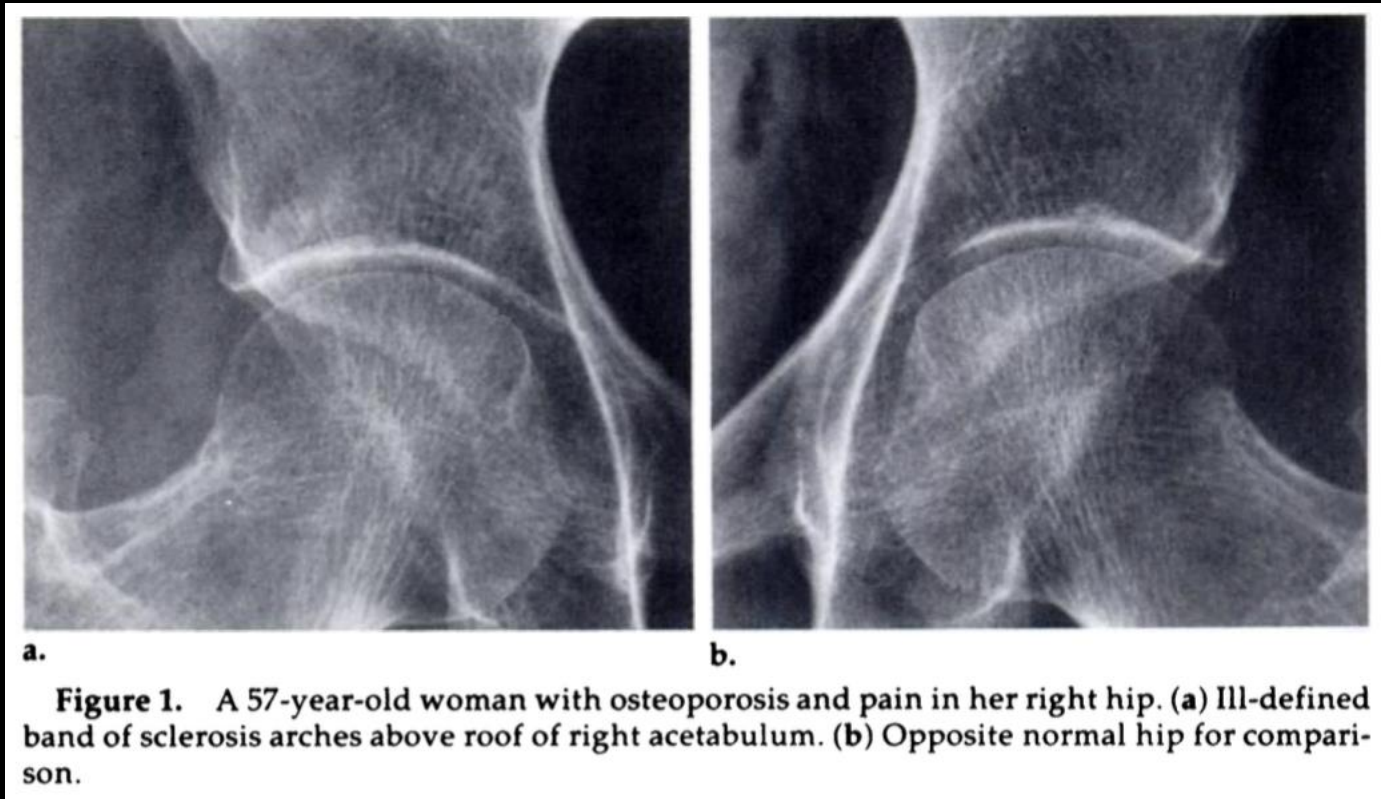 a.
b.
Figure 1. A 57-year-old woman with osteoporosis and pain in her right hip. (a) Ill-defined
band of sclerosis arches above roof of right acetabulum. (b) Opposite normal hip for compari-
son.